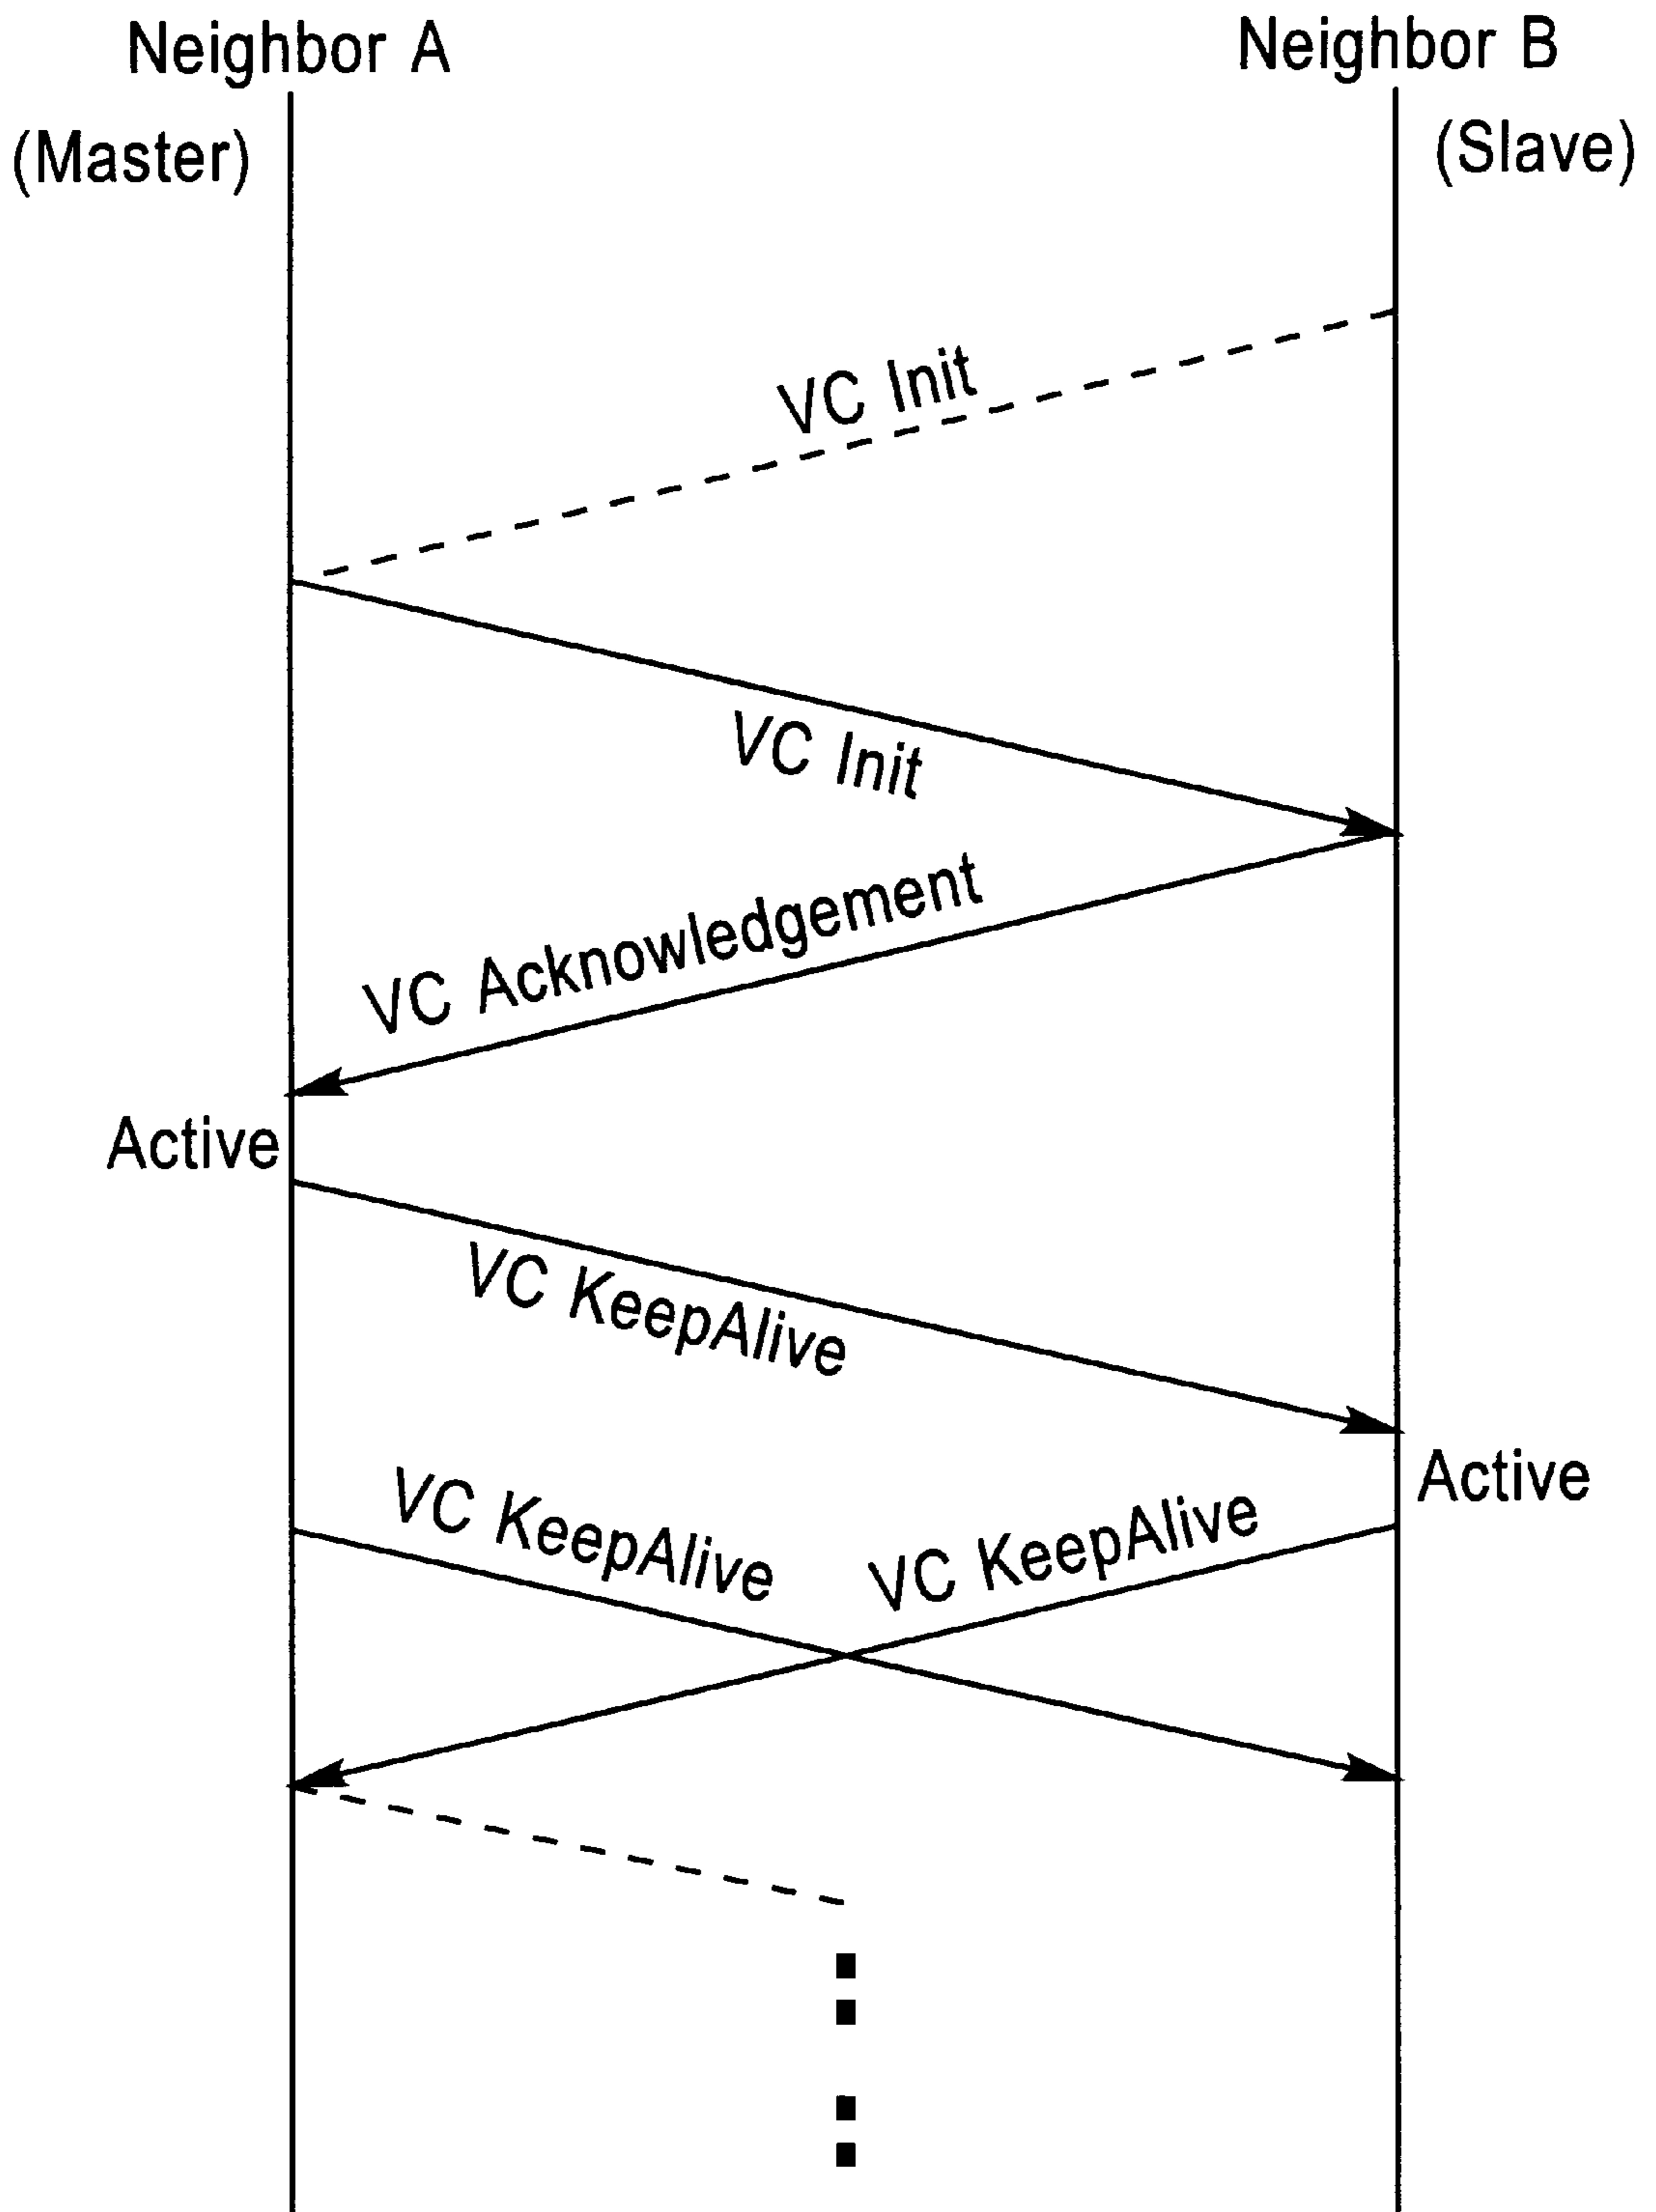 Neighbor A
Neighbor B
(Master)
(Slave)
VC Init
VC Init
VC Acknowledgement
Active
VC KeepAlive
Active
VC KeepAlive
VC KeepAlive